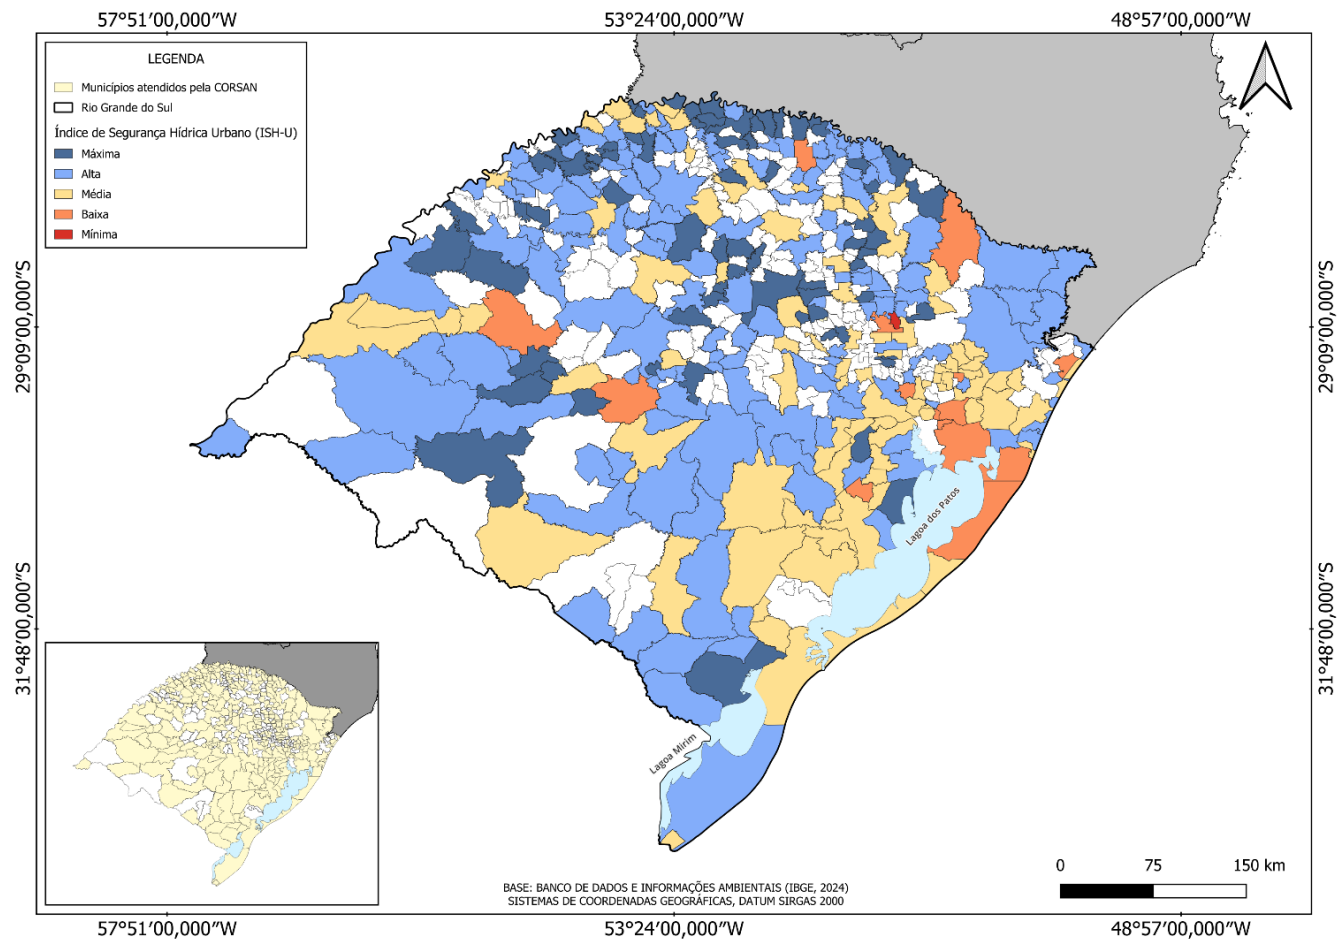 57°51'00,000"W
53°24'00,000"W
48°57'00,000"W
LEGENDA
Municípios atendidos pela CORSAN
Rio Grande do Sul
Índice de Segurança Hídrica Urbano (ISH-U)
Máxima
Alta
Média
Baixa
Mínima
29°09'00,000"S
29°09'00,000"S
Lagoa dos Patos
31°48'00,000"S
31°48'00,000"S
Lagoa Mirim
0 75 150 km
BASE: BANCO DE DADOS E INFORMAÇÕES AMBIENTAIS (IBGE, 2024)
SISTEMAS DE COORDENADAS GEOGRÁFICAS, DATUM SIRGAS 2000
57°51'00,000"W
53°24'00,000"W
48°57'00,000"W